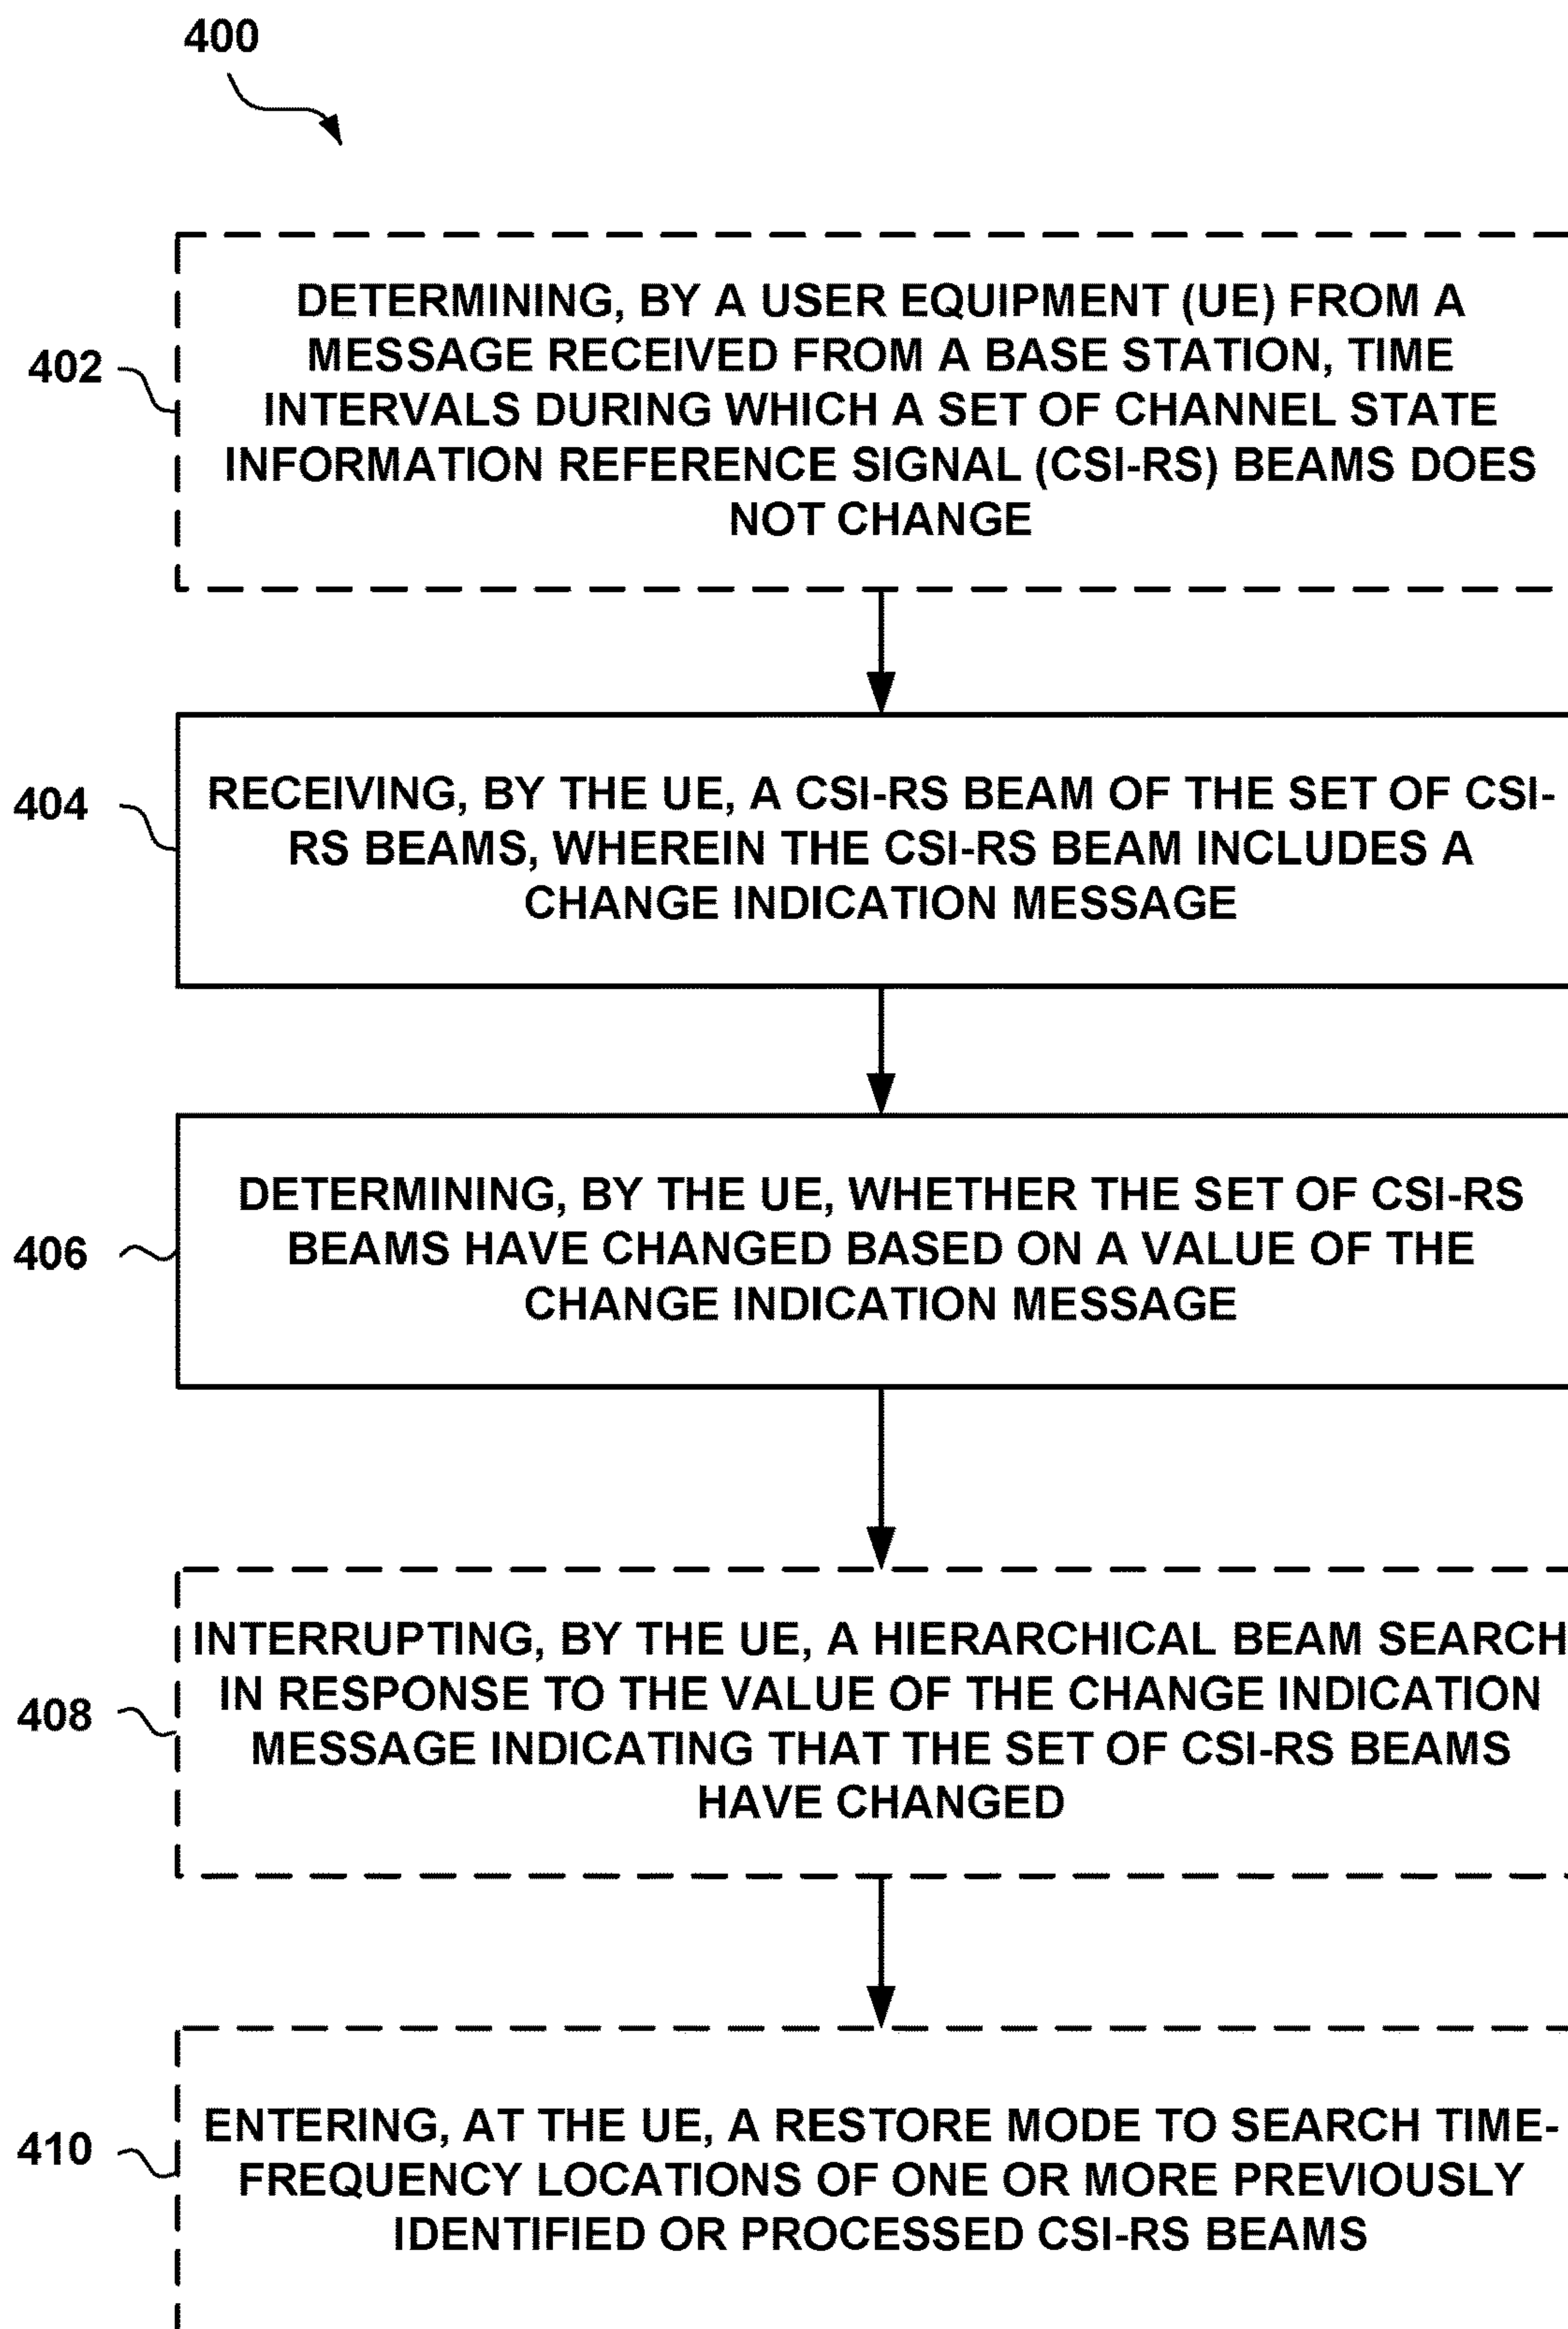 400
402
DETERMINING, BY A USER EQUIPMENT (UE) FROM A
MESSAGE RECEIVED FROM A BASE STATION, TIME
INTERVALS DURING WHICH A SET OF CHANNEL STATE
INFORMATION REFERENCE SIGNAL (CSI-RS) BEAMS DOES
NOT CHANGE
404
RECEIVING, BY THE UE, A CSI-RS BEAM OF THE SET OF CSI-
RS BEAMS, WHEREIN THE CSI-RS BEAM INCLUDES A
CHANGE INDICATION MESSAGE
406
DETERMINING, BY THE UE, WHETHER THE SET OF CSI-RS
BEAMS HAVE CHANGED BASED ON A VALUE OF THE
CHANGE INDICATION MESSAGE
408
INTERRUPTING, BY THE UE, A HIERARCHICAL BEAM SEARCH
IN RESPONSE TO THE VALUE OF THE CHANGE INDICATION
MESSAGE INDICATING THAT THE SET OF CSI-RS BEAMS
HAVE CHANGED
410
ENTERING, AT THE UE, A RESTORE MODE TO SEARCH TIME-
FREQUENCY LOCATIONS OF ONE OR MORE PREVIOUSLY
IDENTIFIED OR PROCESSED CSI-RS BEAMS